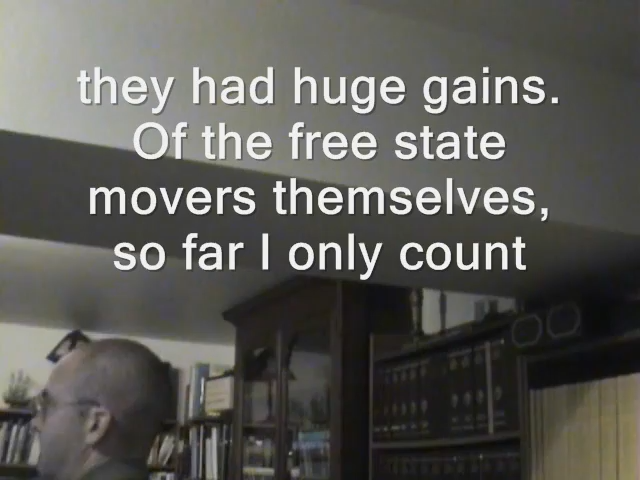 they had huge gains.
Of the free state
movers themselves,
so far I only count